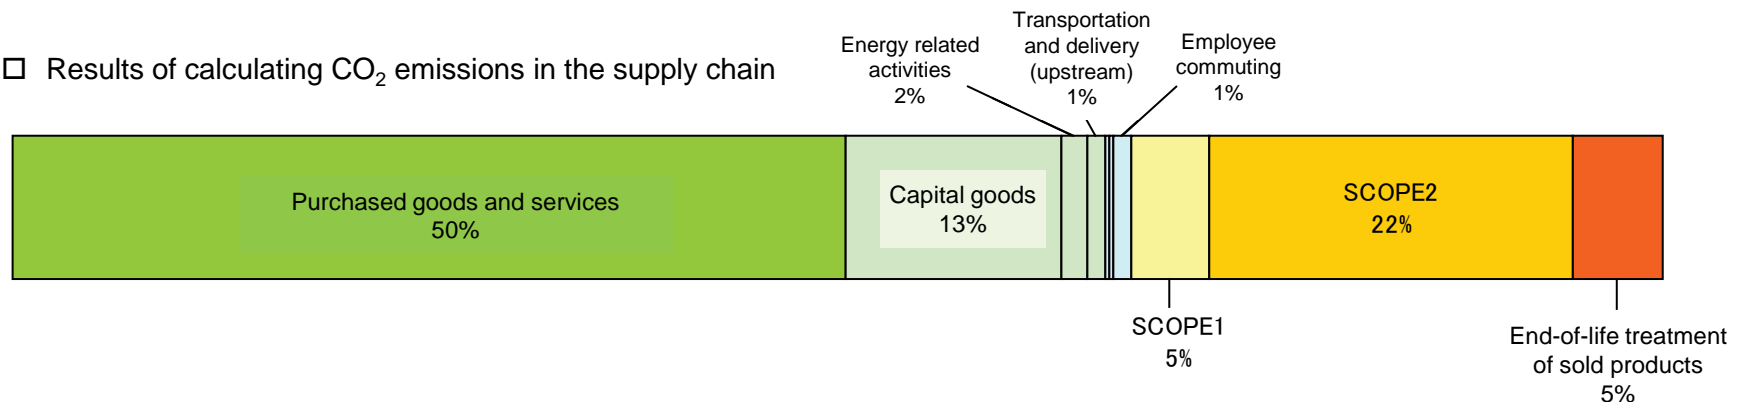 □ Results of calculating CO₂ emissions in the supply chain
Energy related
activities
2%
Transportation
and delivery
(upstream)
1%
Employee
commuting
1%
Purchased goods and services
50%
Capital goods
13%
SCOPE2
22%
SCOPE1
5%
End-of-life treatment
of sold products
5%